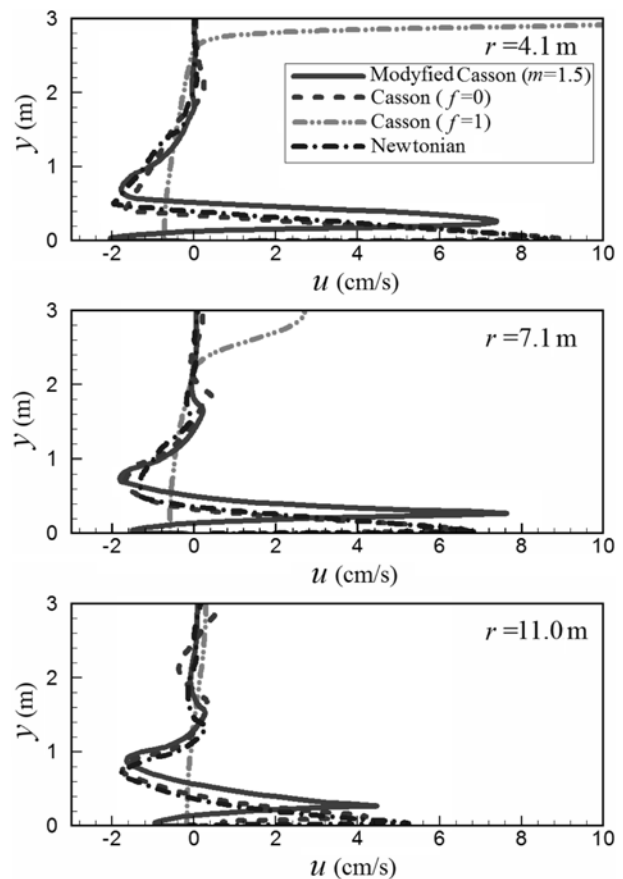 3
2
1
0
y (m)
r =4.1 m
Modyfied Casson (m=1.5)
Casson (f=0)
Casson (f=1)
Newtonian
-2 0 2 4 6 8 10
u (cm/s)
3
2
1
0
y (m)
r =7.1 m
-2 0 2 4 6 8 10
u (cm/s)
3
2
1
0
y (m)
r =11.0 m
-2 0 2 4 6 8 10
u (cm/s)